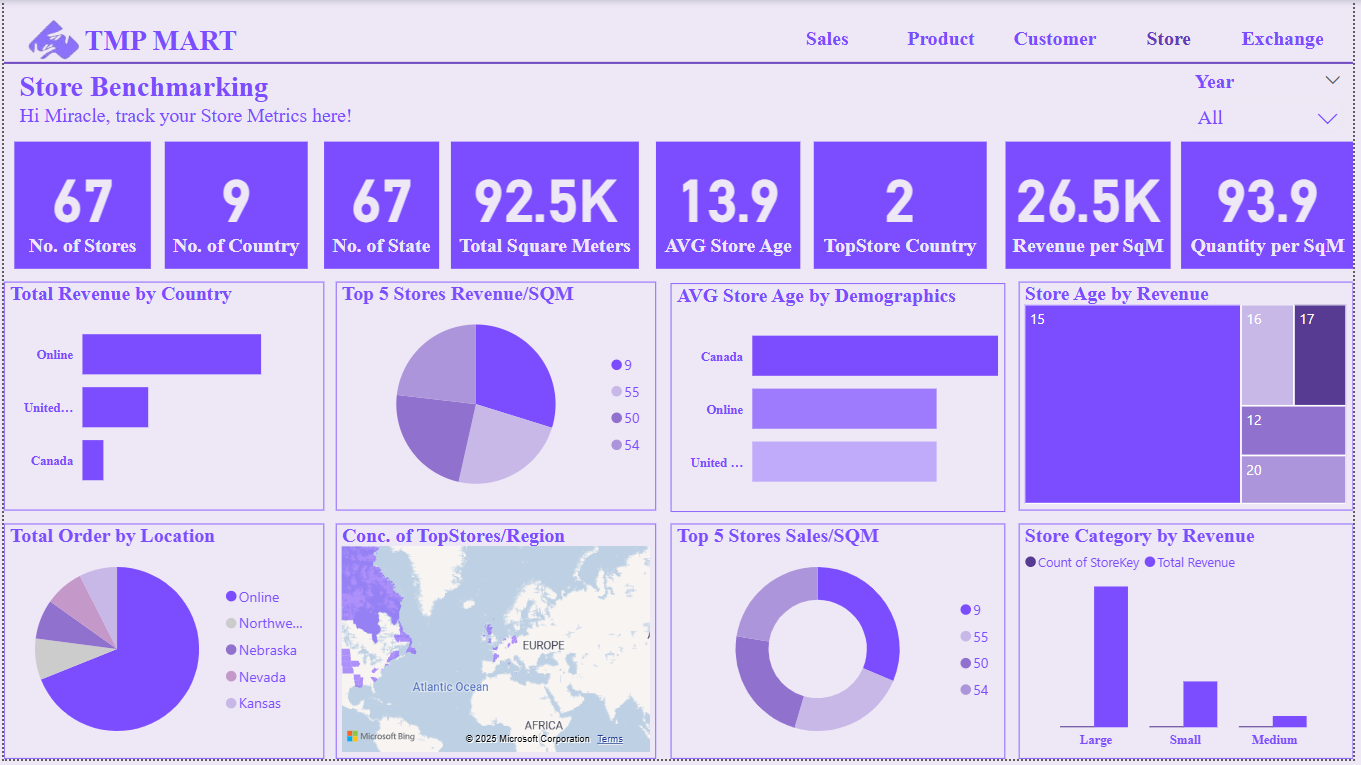 TMP MART
Sales
Product
Customer
Store
Exchange
Store Benchmarking
Hi Miracle, track your Store Metrics here!
Year
All
67
No. of Stores
9
No. of Country
67
No. of State
92.5K
Total Square Meters
13.9
AVG Store Age
2
TopStore Country
26.5K
Revenue per SqM
93.9
Quantity per SqM
Total Revenue by Country
Online
United...
Canada
Top 5 Stores Revenue/SQM
9
55
50
54
AVG Store Age by Demographics
Canada
Online
United ...
Store Age by Revenue
15
16
17
12
20
Total Order by Location
Online
Northwe...
Nebraska
Nevada
Kansas
Conc. of TopStores/Region
EUROPE
Atlantic Ocean
AFRICA
Microsoft Bing
© 2025 Microsoft Corporation Terms
Top 5 Stores Sales/SQM
9
55
50
54
Store Category by Revenue
Count of StoreKey
Total Revenue
Large
Small
Medium